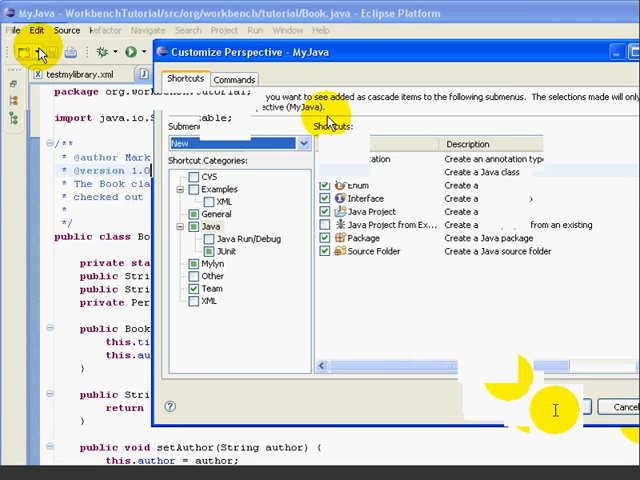 MyJava - WorkbenchTutorial/src/org/workbench/tutorial/Book.java - Eclipse Platform
File Edit Source Refactor Navigate Search Project Run Window Help
testmylibrary.xml
package org.workbench.tutorial;
import java.io.S table;
/**
* @author Mark
* @version 1.0
* The Book cla
* checked out
*/
public class Bo
private sta
public Stri
public Stri
private Per
public Book
this.ti
this.au
}
public Stri
return
}
public void setAuthor(String author) {
this.author = author;
Customize Perspective - MyJava
Shortcuts Commands
you want to see added as cascade items to the following submenus. The selections made will only
pective (MyJava).
Submenu
New
Shortcut Categories:
CVS
Examples
XML
General
Java
Java Run/Debug
JUnit
Mylyn
Other
Team
XML
Shortcuts:
Description
tation Create an annotation type
Create a Java class
Enum Create a
Interface Create a
Java Project Create a
Java Project from Ex... Create a from an existing
Package Create a Java package
Source Folder Create a Java source folder
Cancel